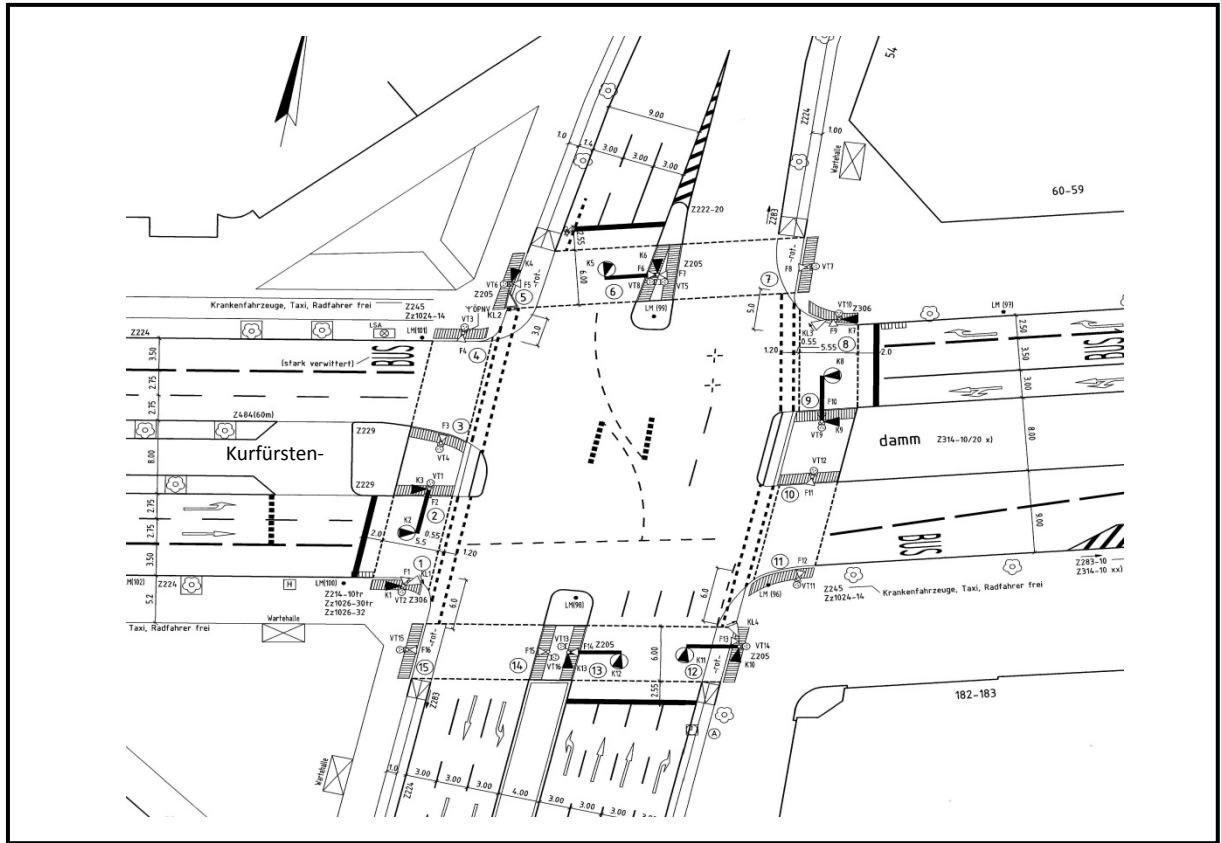 54
9.00
1.0
1.4
3.00
3.00
3.00
Z224
1.00
Wartehalle
60-59
Z222-20
Z283
2.55
K4
VT6
F5
-rot-
Z205
5
KL2
K5
6.00
6
K6
F6
Z205
F7
VT8
VT5
LM (99)
7
-rot-
F8
VT7
5.0
Krankenfahrzeuge, Taxi, Radfahrer frei
Z245
Zz1024-14
ÖPNV
VT3
LSA
LM(101)
F4
4
3.0
Z224
(stark verwittert)
BUS
3.50
2.75
2.75
8.00
2.75
2.75
3.50
5.2
VT10
Z306
KL3
F9
K7
8
LM (97)
1.20
0.55
5.55
2.0
K8
9
F10
VT9
K9
2.50
3.50
3.00
8.00
9.00
BUS
damm
Z314-10/20 x)
Z484(60m)
Kurfürsten-
F3
3
VT4
Z229
Z229
K3
VT1
F2
2
K2
2.0
0.55
5.5
1.20
VT12
10
F11
BUS
1
F1
KL1
K1
VT2
Z306
M(102)
Z224
H
LM(100)
Z214-10tr
Zz1026-30tr
Zz1026-32
Taxi, Radfahrer frei
Wartehalle
6.0
6.0
11
F12
VT11
LM (96)
Z245
Zz1024-14
Krankenfahrzeuge, Taxi, Radfahrer frei
Z283-10
Z314-10 xx)
LM(98)
VT15
F16
-rot-
15
14
F15
VT13
F14
Z205
VT16
K13
13
K12
6.00
2.55
K11
12
-rot-
KL4
F13
VT14
Z205
K10
182-183
Z283
Wartehalle
Z224
1.0
3.00
3.00
3.00
4.00
3.00
3.00
3.00
A